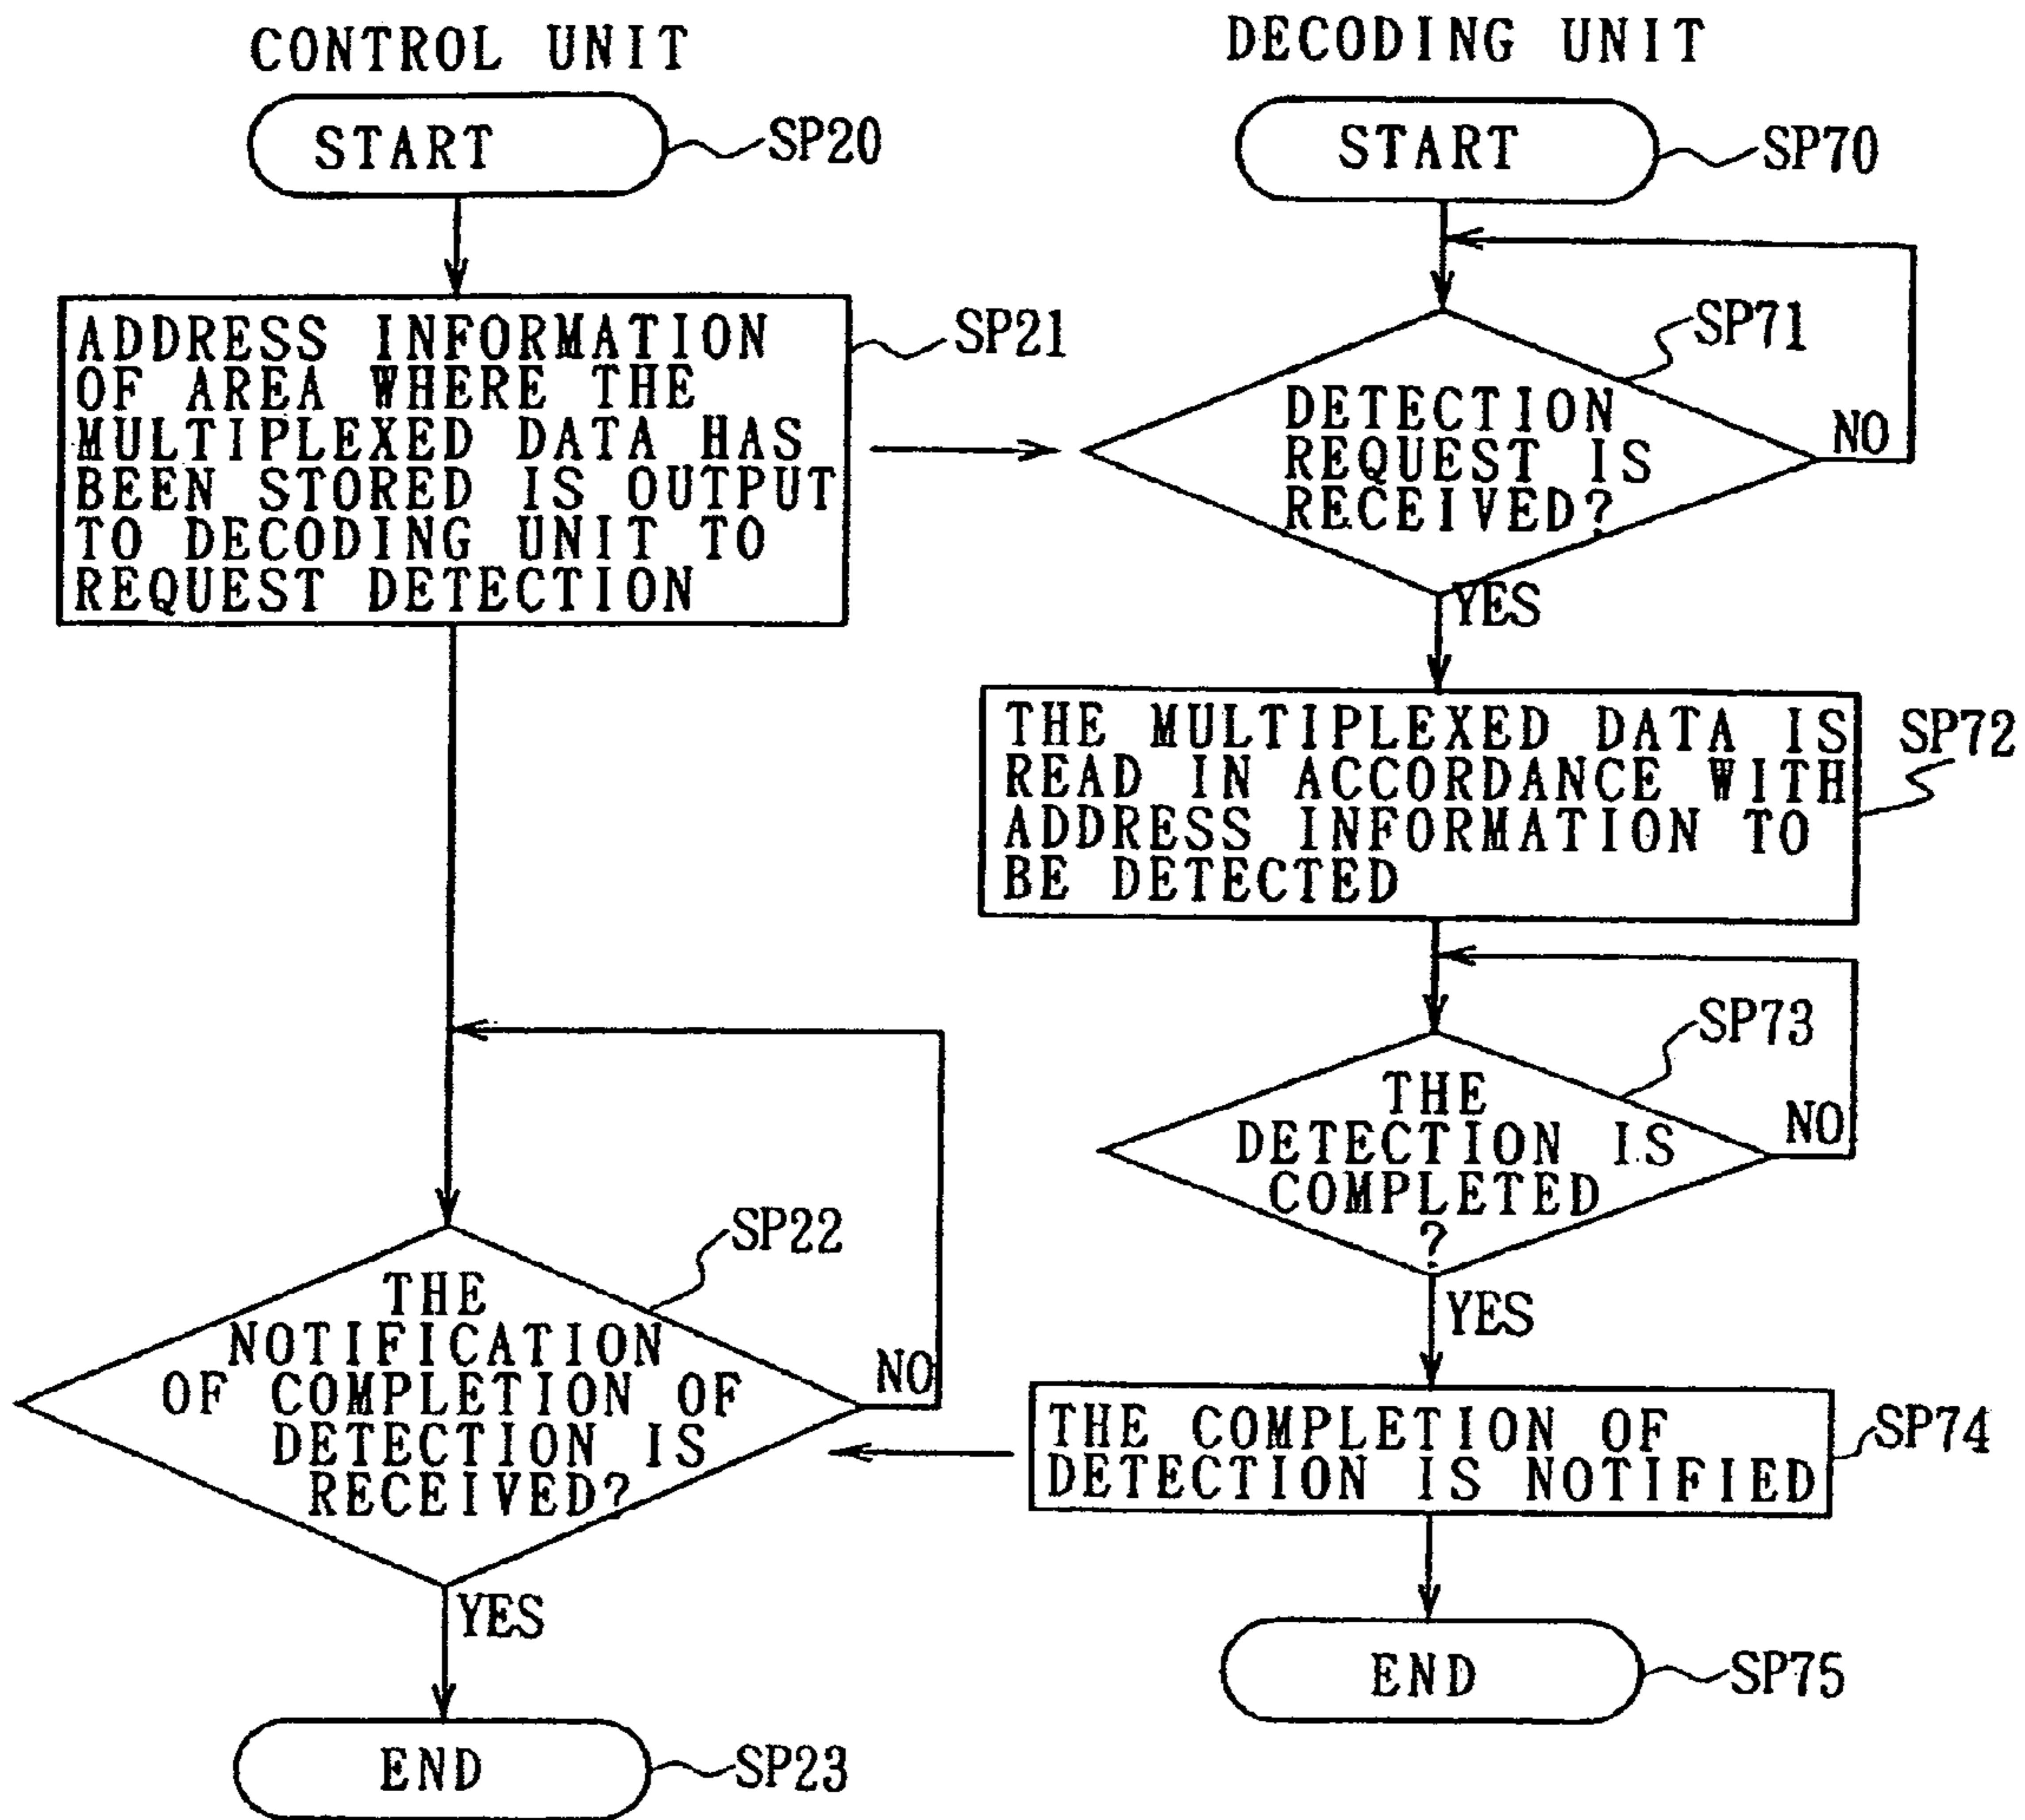 CONTROL UNIT
START
SP20
ADDRESS INFORMATION
OF AREA WHERE THE
MULTIPLEXED DATA HAS
BEEN STORED IS OUTPUT
TO DECODING UNIT TO
REQUEST DETECTION
SP21
THE
NOTIFICATION
OF COMPLETION OF
DETECTION IS
RECEIVED?
SP22
NO
YES
END
SP23
DECODING UNIT
START
SP70
DETECTION
REQUEST IS
RECEIVED?
SP71
NO
YES
THE MULTIPLEXED DATA IS
READ IN ACCORDANCE WITH
ADDRESS INFORMATION TO
BE DETECTED
SP72
THE
DETECTION IS
COMPLETED
?
SP73
NO
YES
THE COMPLETION OF
DETECTION IS NOTIFIED
SP74
END
SP75